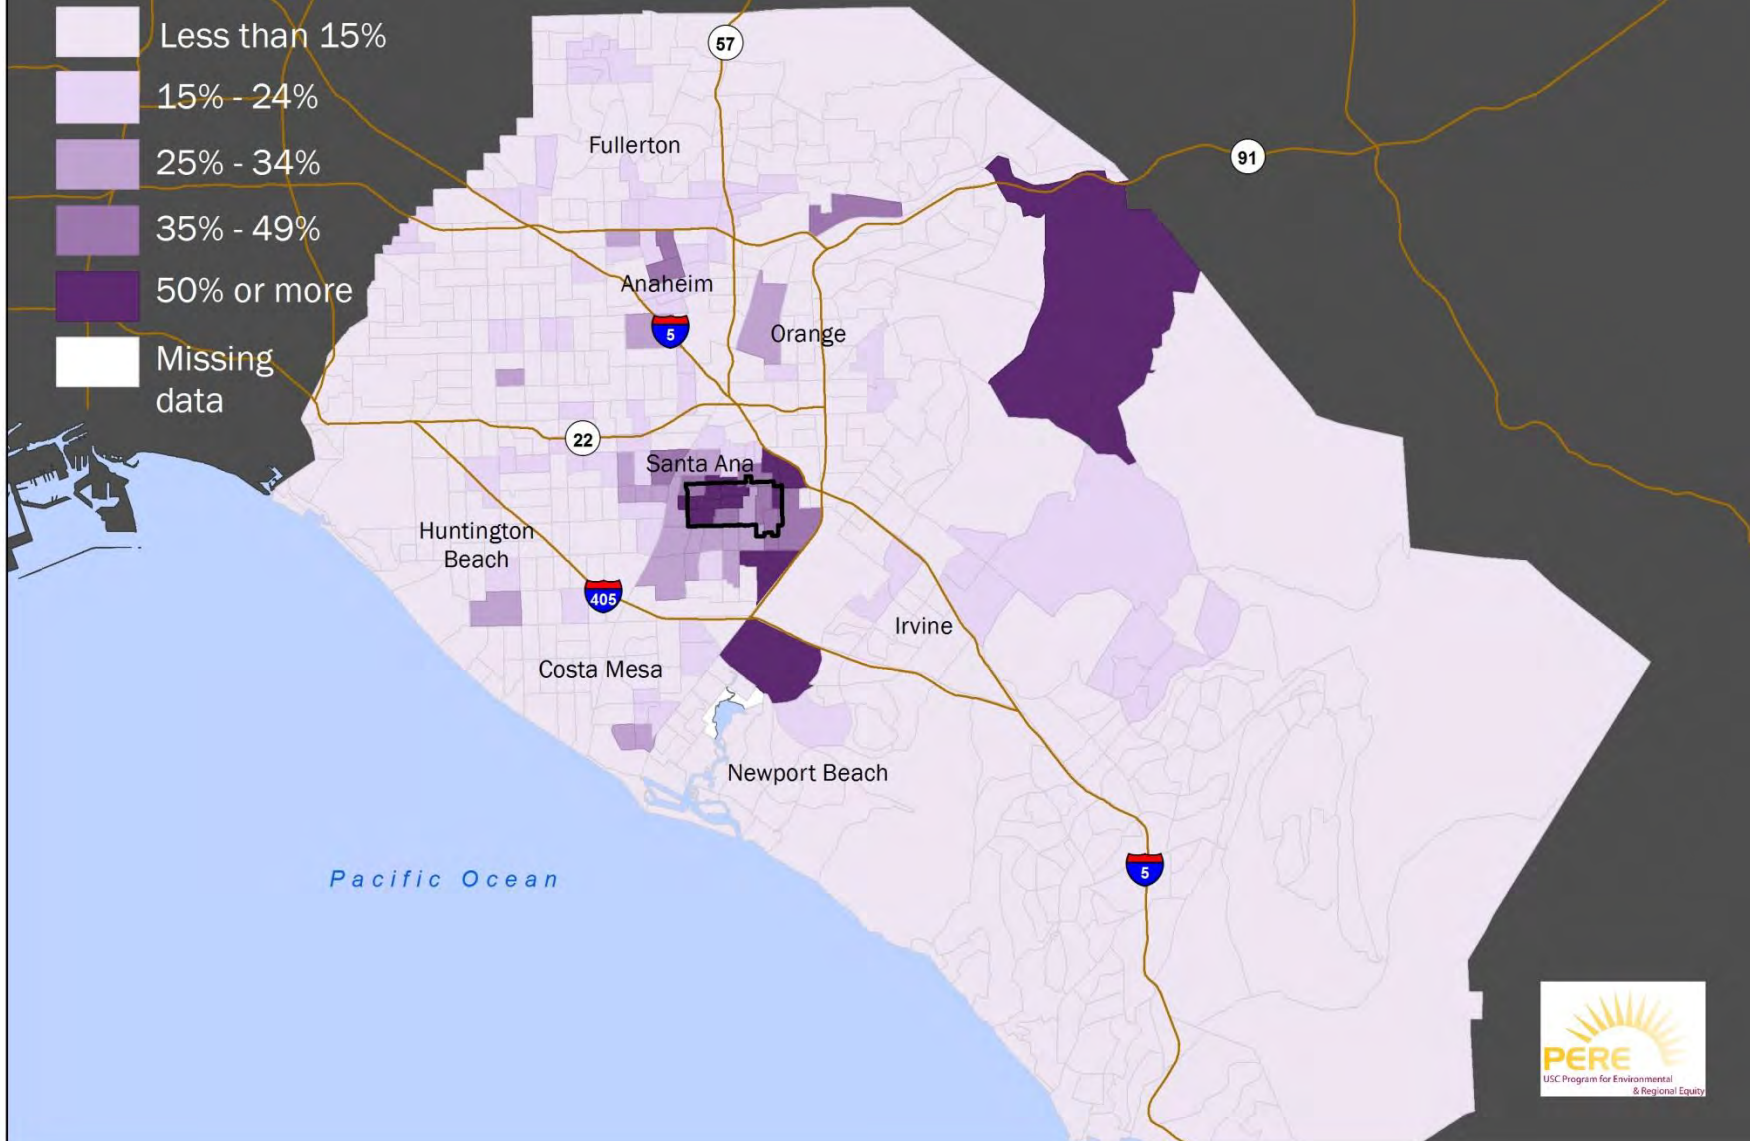 Less than 15%
15% - 24%
25% - 34%
35% - 49%
50% or more
Missing
data
57
91
Fullerton
Anaheim
5
Orange
22
Santa Ana
Huntington
Beach
405
Irvine
Costa Mesa
Newport Beach
5
Pacific Ocean
PERE
USC Program for Environmental
& Regional Equity